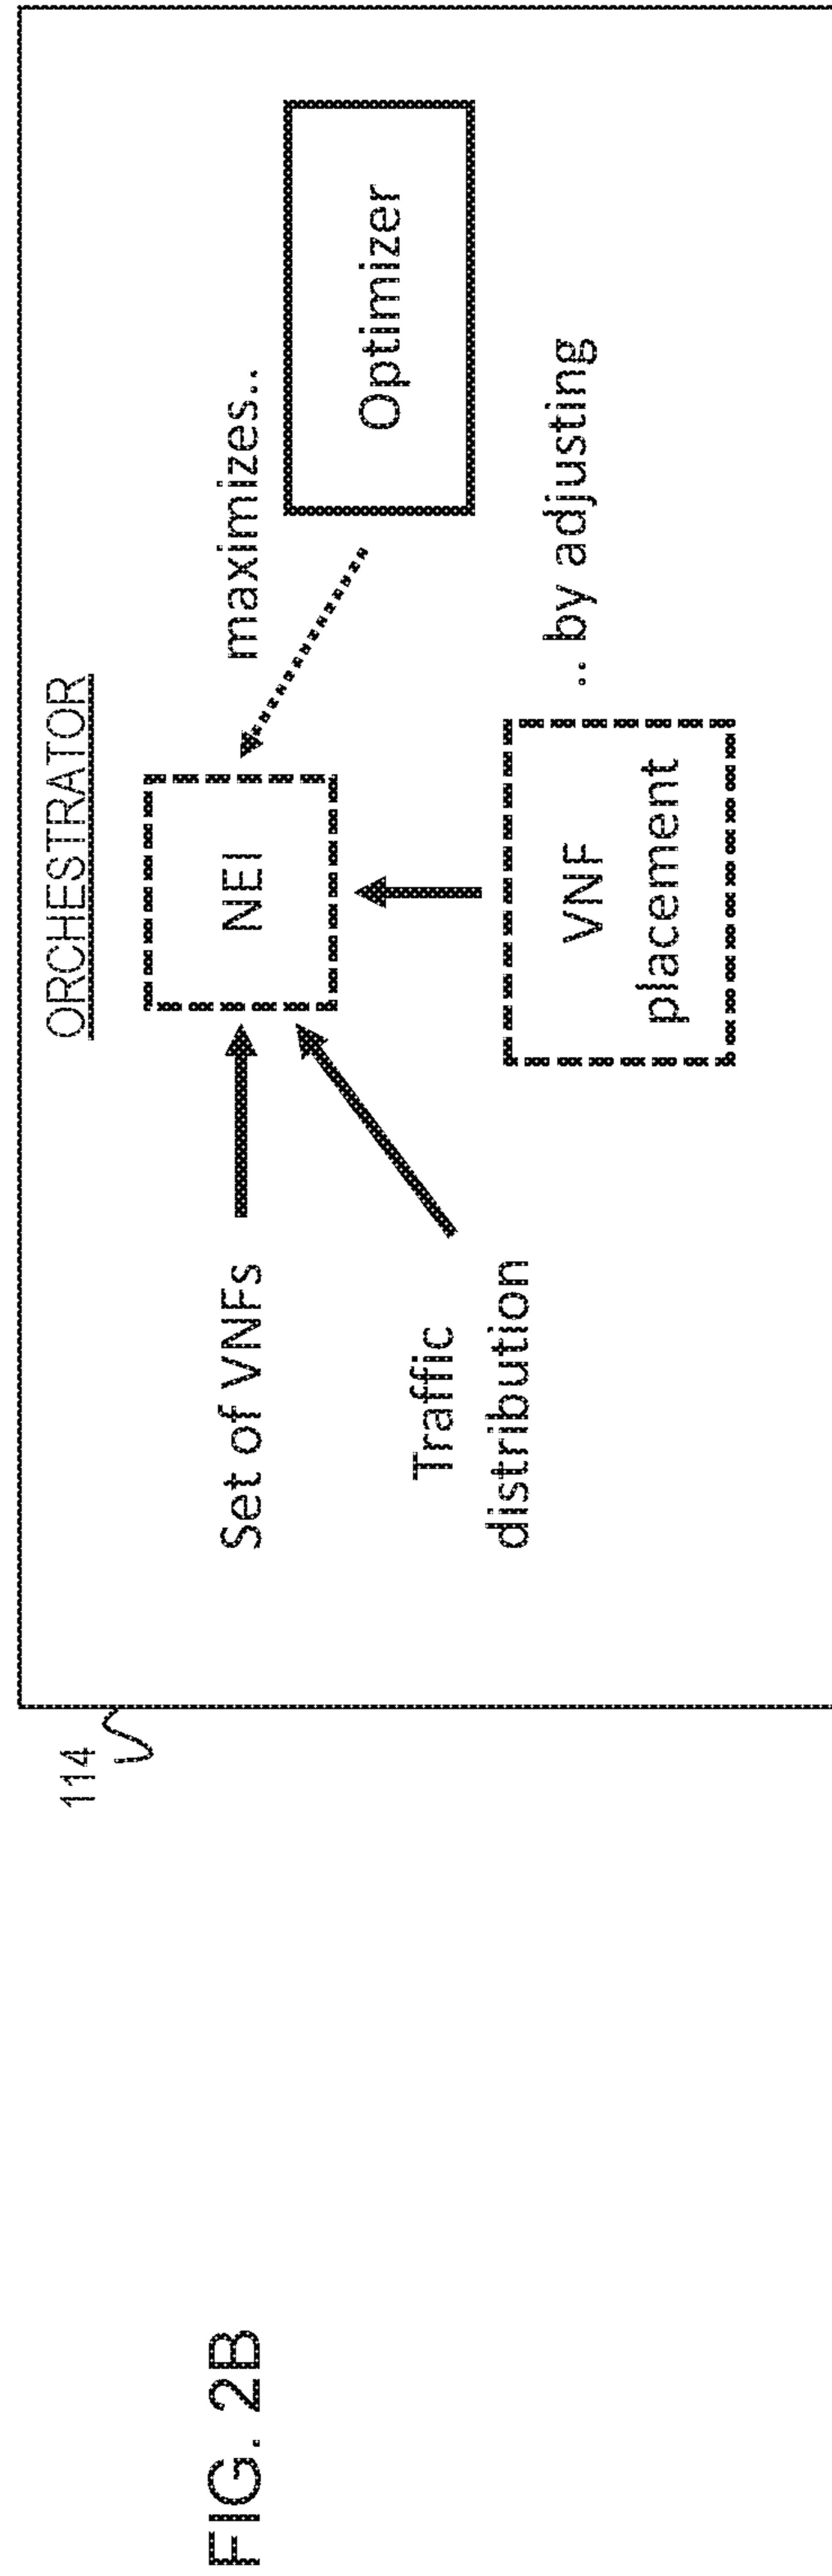 FIG. 2B
114
ORCHESTRATOR
Set of VNFs
NEI
maximizes..
Optimizer
Traffic
distribution
VNF
placement
.. by adjusting